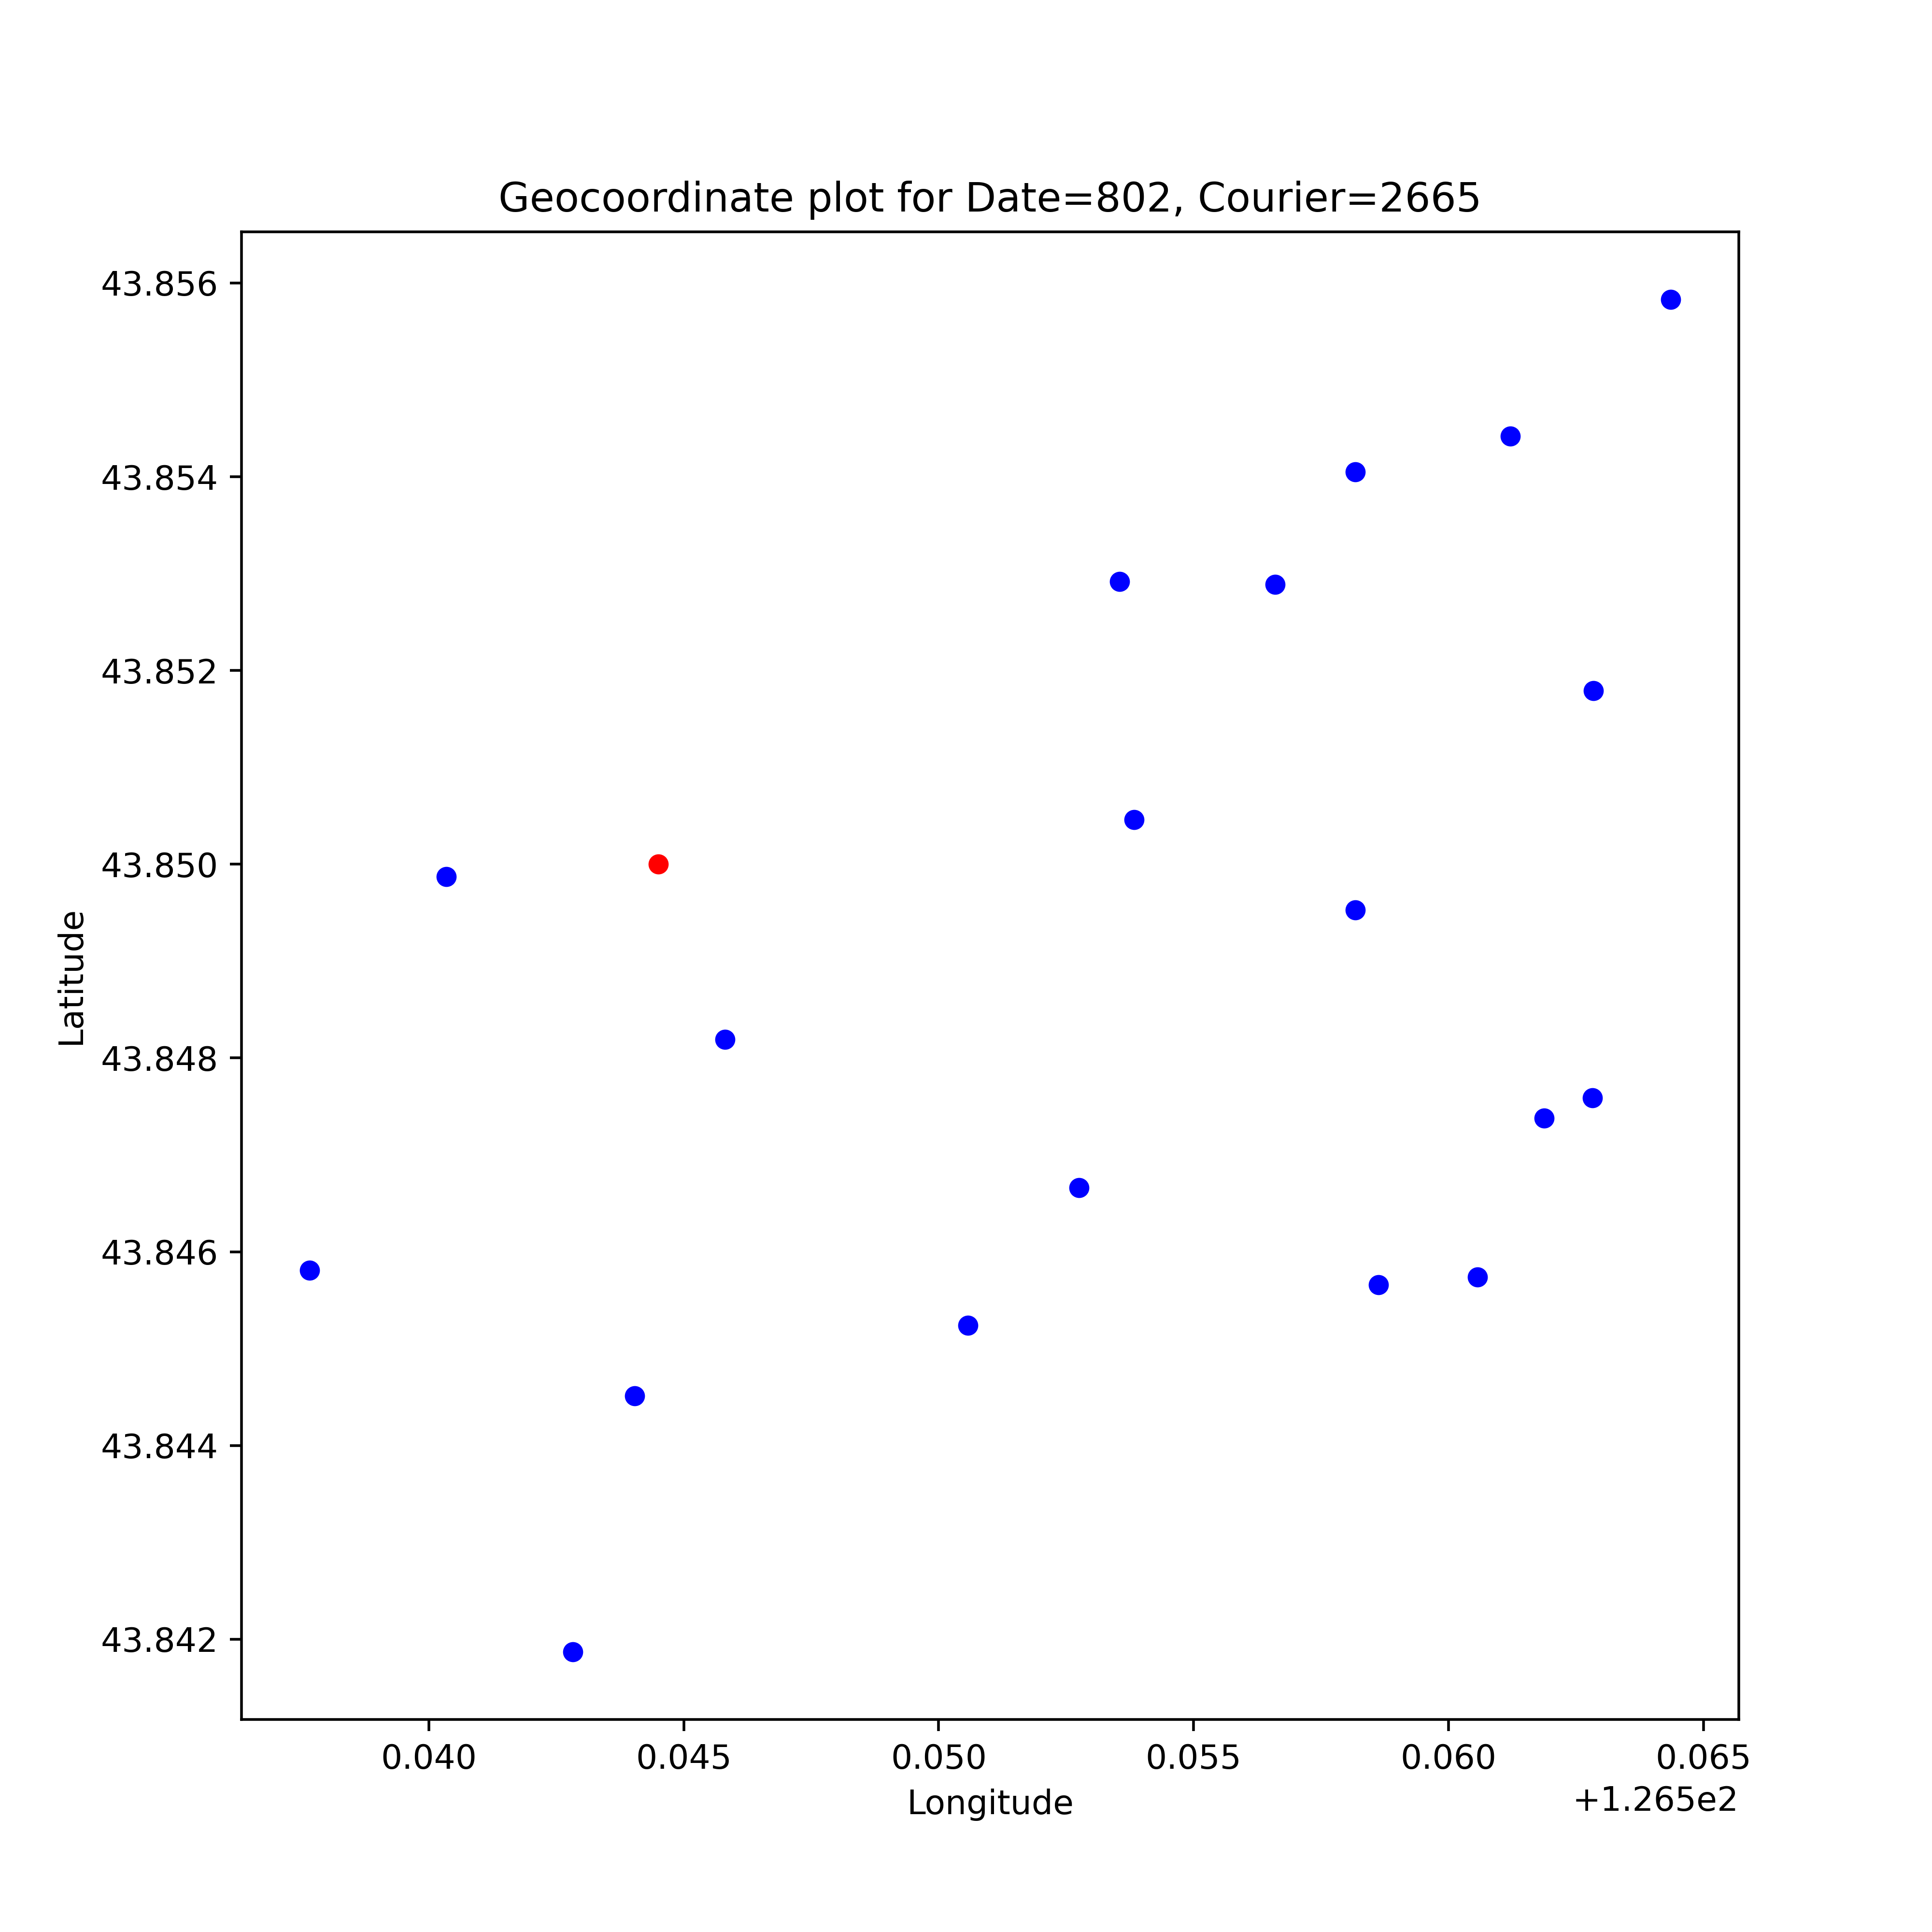 Geocoordinate plot for Date=802, Courier=2665
43.856
43.854
43.852
43.850
43.848
43.846
43.844
43.842
Latitude
0.040 0.045 0.050 0.055 0.060 0.065
Longitude
+1.265e2